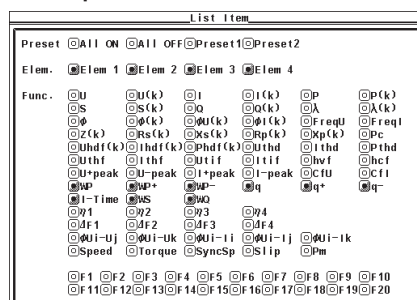 List Item
Preset All ON All OFF Preset1 Preset2
Elem. Elem 1 Elem 2 Elem 3 Elem 4
Func. U U(k) I I(k) P P(k)
S S(k) Q Q(k) λ λ(k)
ϕ ϕ(k) ϕU(k) ϕI(k) FreqU FreqI
Z(k) Rs(k) Xs(k) Rp(k) Xp(k) Pc
Uhdf(k) Ihdf(k) Phdf(k) Uthd Ithd Pthd
Uthf Ithf Utif Itif hvf hcf
U+peak U-peak I+peak I-peak CfU CfI
WP WP+ WP- q q+ q-
I-Time WS WQ
η1 η2 η3 η4
ΔF1 ΔF2 ΔF3 ΔF4
ϕUi-Uj ϕUi-Uk ϕUi-Ii ϕUi-Ij ϕUi-Ik
Speed Torque SyncSp Slip Pm
F1 F2 F3 F4 F5 F6 F7 F8 F9 F10
F11 F12 F13 F14 F15 F16 F17 F18 F19 F20